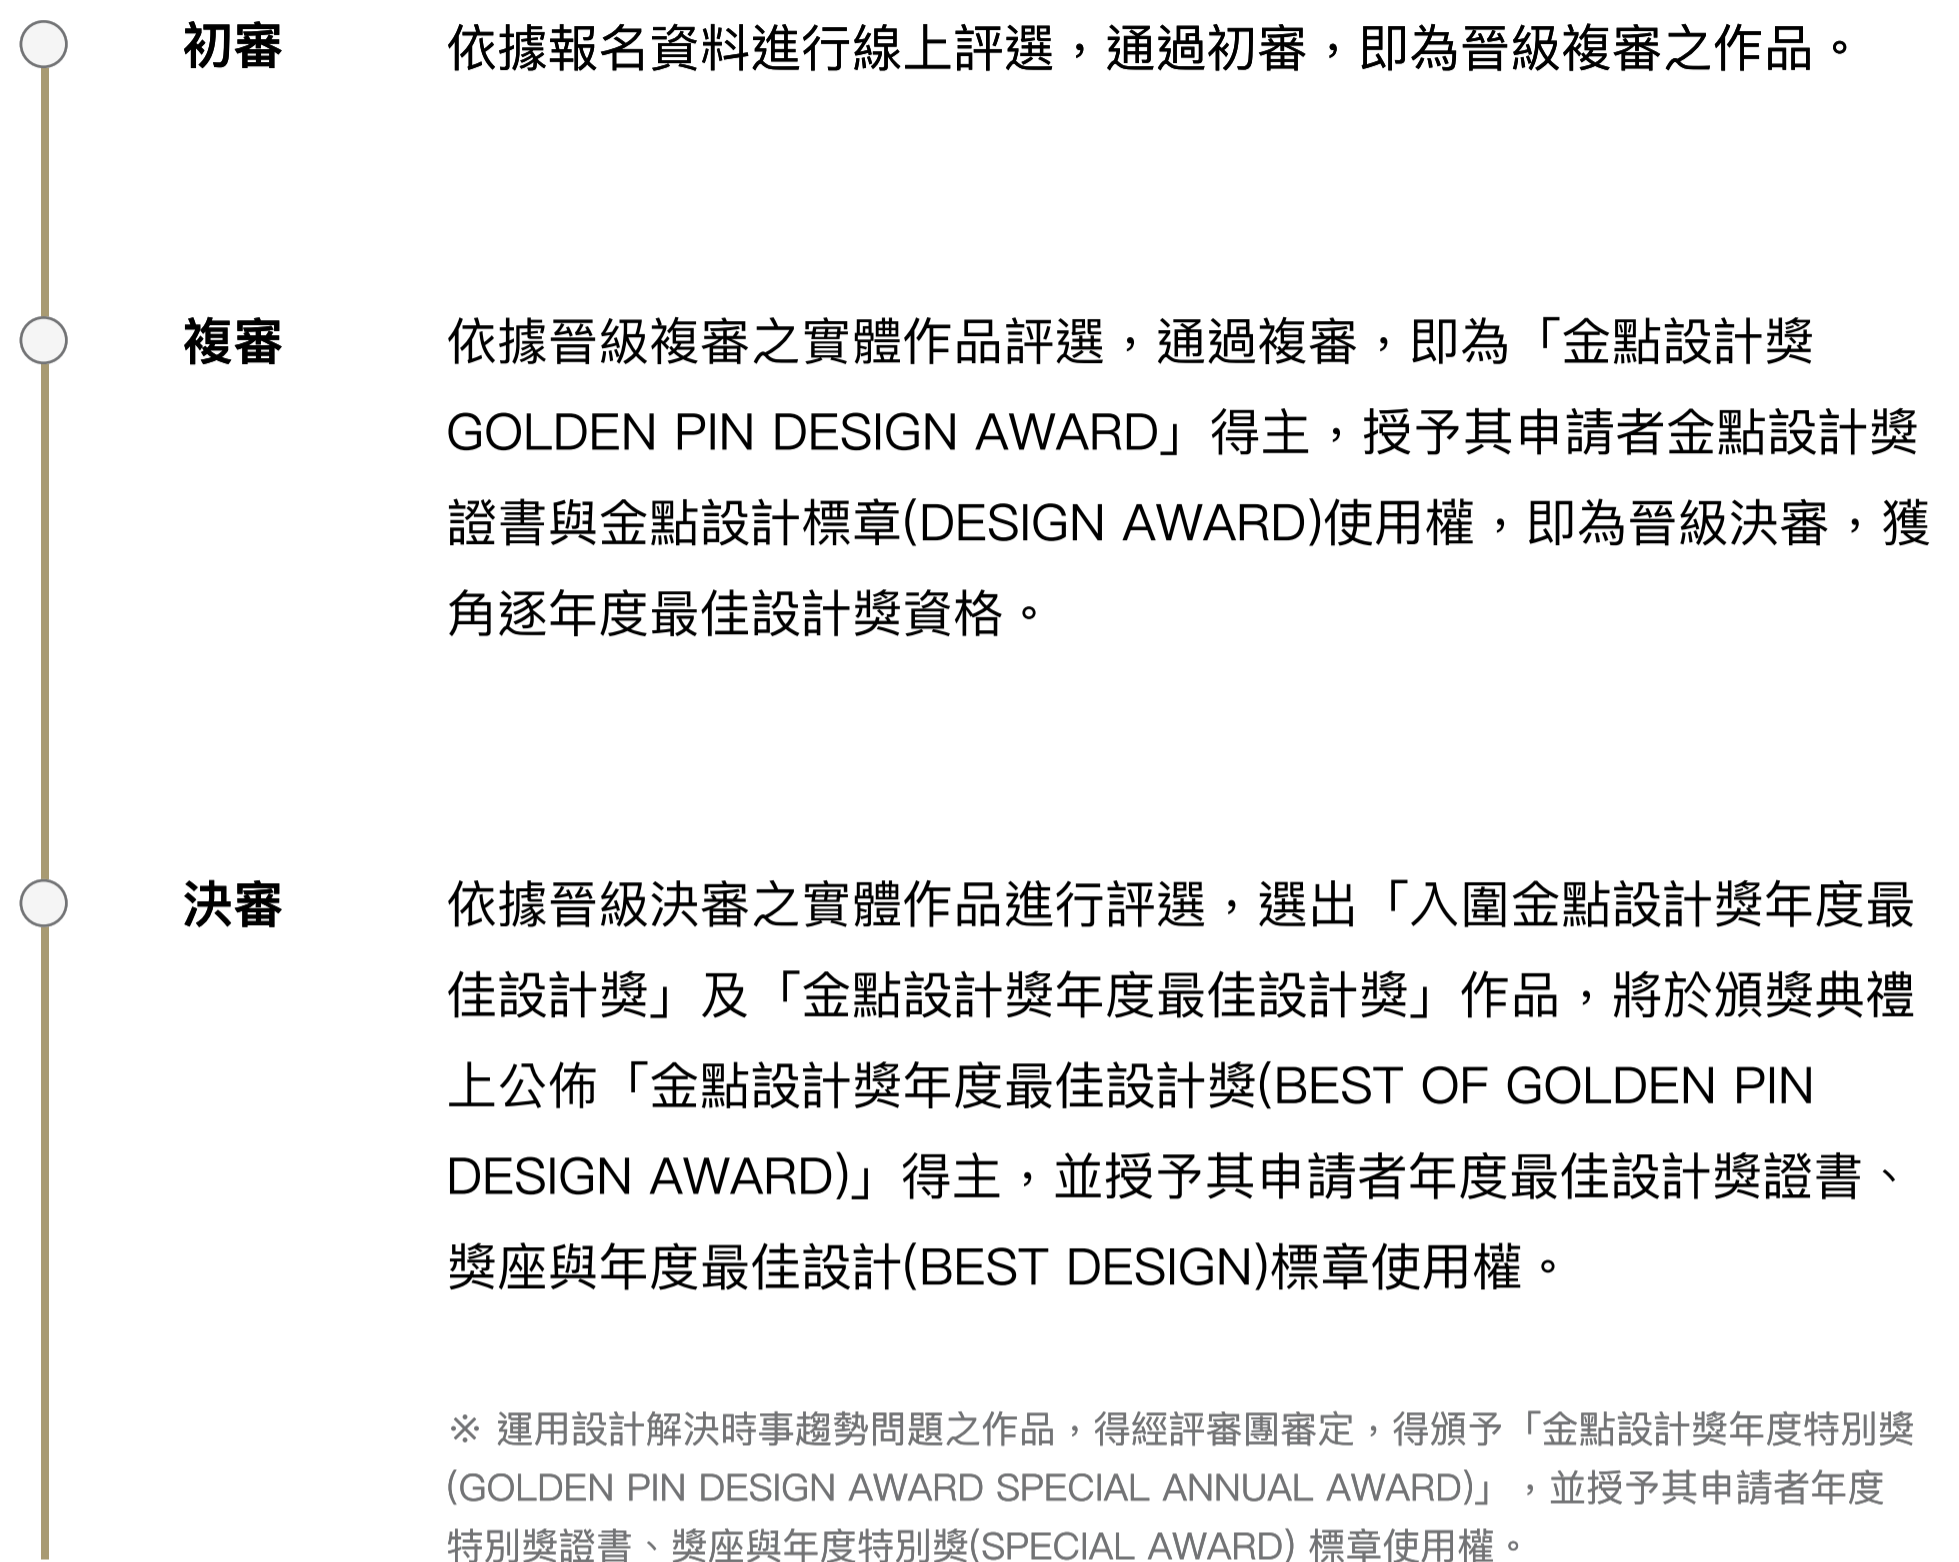 初審
依據報名資料進行線上評選，通過初審，即為晉級複審之作品。
複審
依據晉級複審之實體作品評選，通過複審，即為「金點設計獎
GOLDEN PIN DESIGN AWARD」得主，授予其申請者金點設計獎
證書與金點設計標章(DESIGN AWARD)使用權，即為晉級決審，獲
角逐年度最佳設計獎資格。
決審
依據晉級決審之實體作品進行評選，選出「入圍金點設計獎年度最
佳設計獎」及「金點設計獎年度最佳設計獎」作品，將於頒獎典禮
上公佈「金點設計獎年度最佳設計獎(BEST OF GOLDEN PIN
DESIGN AWARD)」得主，並授予其申請者年度最佳設計獎證書、
獎座與年度最佳設計(BEST DESIGN)標章使用權。
※ 運用設計解決時事趨勢問題之作品，得經評審團審定，得頒予「金點設計獎年度特別獎
(GOLDEN PIN DESIGN AWARD SPECIAL ANNUAL AWARD)」，並授予其申請者年度
特別獎證書、獎座與年度特別獎(SPECIAL AWARD) 標章使用權。